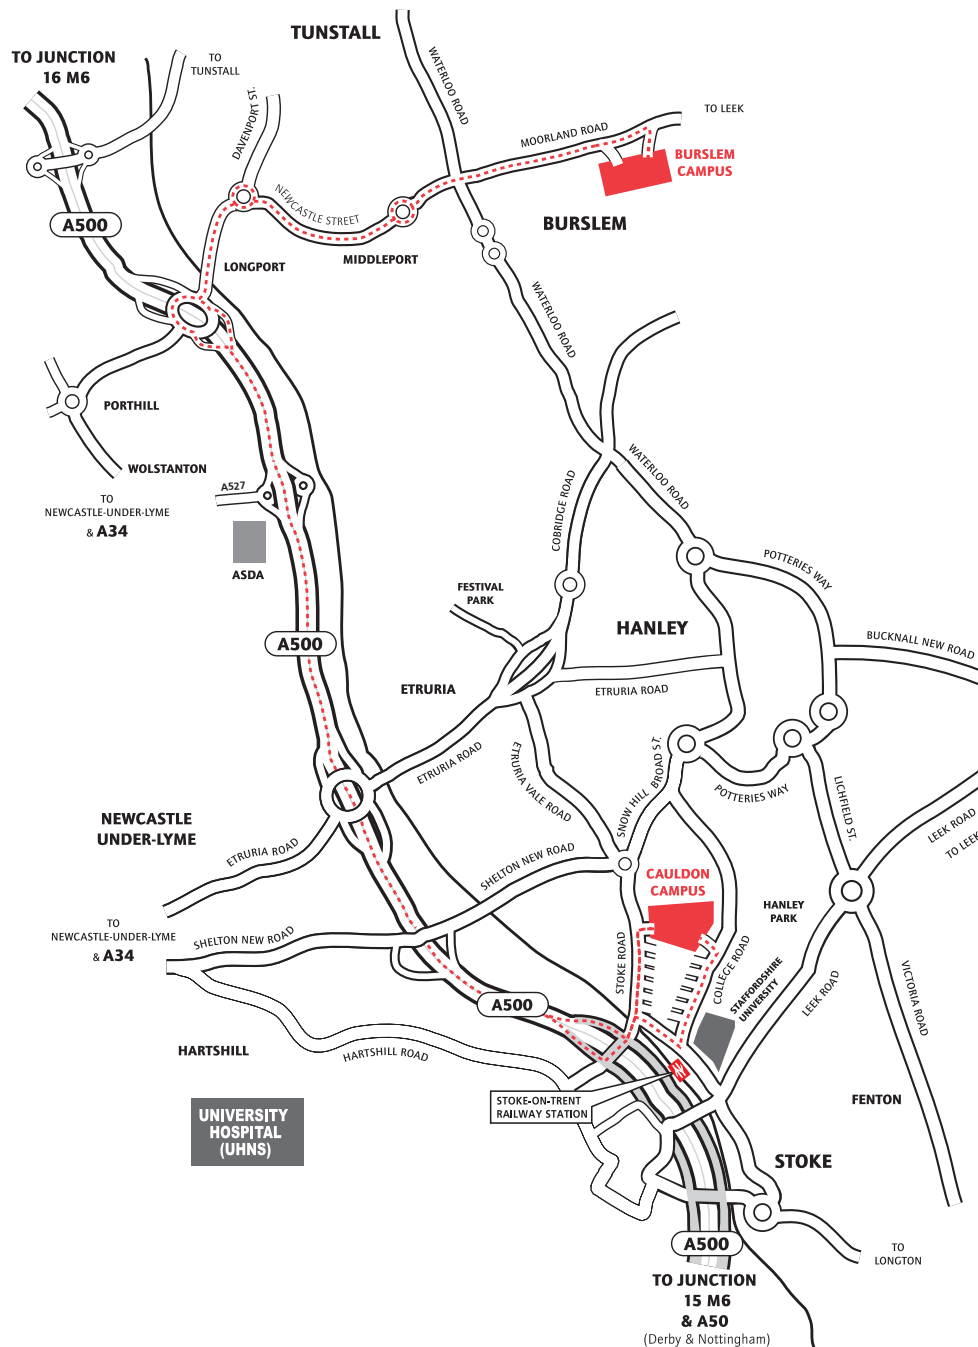 TUNSTALL
TO JUNCTION
16 M6
TO
TUNSTALL
WATERLOO ROAD
DAVENPORT ST.
MOORLAND ROAD
TO LEEK
BURSLEM
CAMPUS
NEWCASTLE STREET
A500
BURSLEM
LONGPORT
MIDDLEPORT
WATERLOO ROAD
PORTHILL
WOLSTANTON
A527
TO
NEWCASTLE-UNDER-LYME
& A34
ASDA
COBRIDGE ROAD
WATERLOO ROAD
POTTERIES WAY
FESTIVAL
PARK
HANLEY
A500
BUCKNALL NEW ROAD
ETRURIA
ETRURIA ROAD
ETRURIA ROAD
ETRURIA VALE ROAD
SNOW HILL
BROAD ST.
POTTERIES WAY
LICHFIELD ST.
LEEK ROAD
TO LEEK
NEWCASTLE
UNDER-LYME
ETRURIA ROAD
SHELTON NEW ROAD
CAULDON
CAMPUS
HANLEY
PARK
TO
NEWCASTLE-UNDER-LYME
& A34
SHELTON NEW ROAD
STOKE ROAD
COLLEGE ROAD
STAFFORDSHIRE
UNIVERSITY
LEEK ROAD
VICTORIA ROAD
A500
HARTSHILL
HARTSHILL ROAD
STOKE-ON-TRENT
RAILWAY STATION
UNIVERSITY
HOSPITAL
(UHNS)
FENTON
STOKE
A500
TO
LONGTON
TO JUNCTION
15 M6
& A50
(Derby & Nottingham)